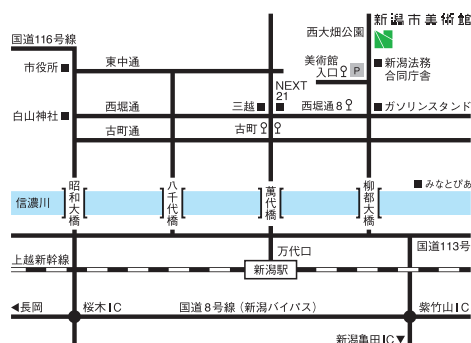 新潟市美術館
西大畑公園
国道116号線
美術館
入口
P
新潟法務
合同庁舎
市役所
東中通
NEXT
21
白山神社
西堀通
三越
西堀通8
ガソリンスタンド
古町通
古町
みなとぴあ
信濃川
昭和大橋
八千代橋
萬代橋
柳都大橋
万代口
国道113号
上越新幹線
新潟駅
◀長岡
桜木IC
国道8号線(新潟バイパス)
紫竹山IC
新潟亀田IC▼